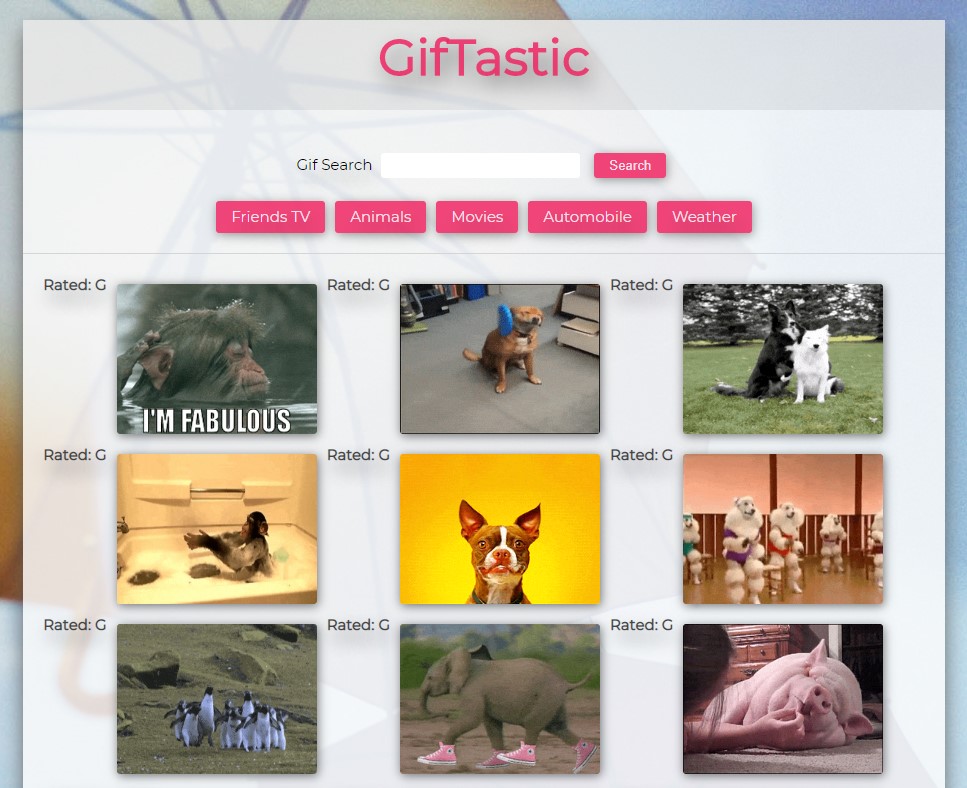 GifTastic
Gif Search
Search
Friends TV
Animals
Movies
Automobile
Weather
Rated: G
Rated: G
Rated: G
I'M FABULOUS
Rated: G
Rated: G
Rated: G
Rated: G
Rated: G
Rated: G